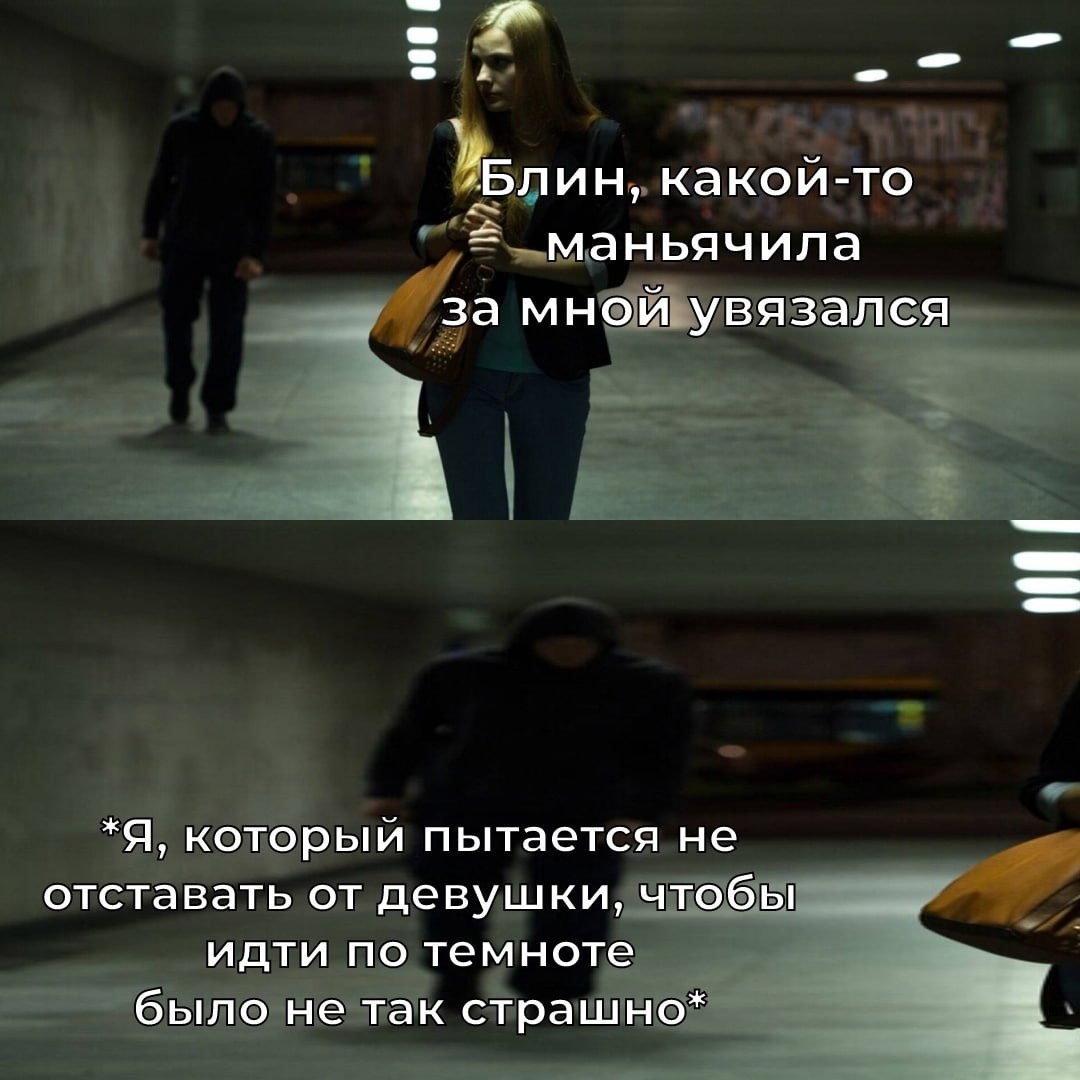 Блин, какой-то
маньячила
за мной увязался
*Я, который пытается не
отставать от девушки, чтобы
идти по темноте
было не так страшно*